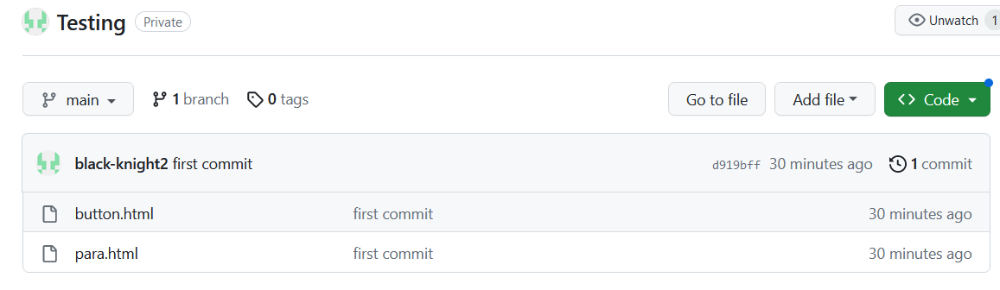 Testing Private Unwatch 1
main 1 branch 0 tags Go to file Add file <> Code
black-knight2 first commit d919bff 30 minutes ago 1 commit
button.html first commit 30 minutes ago
para.html first commit 30 minutes ago